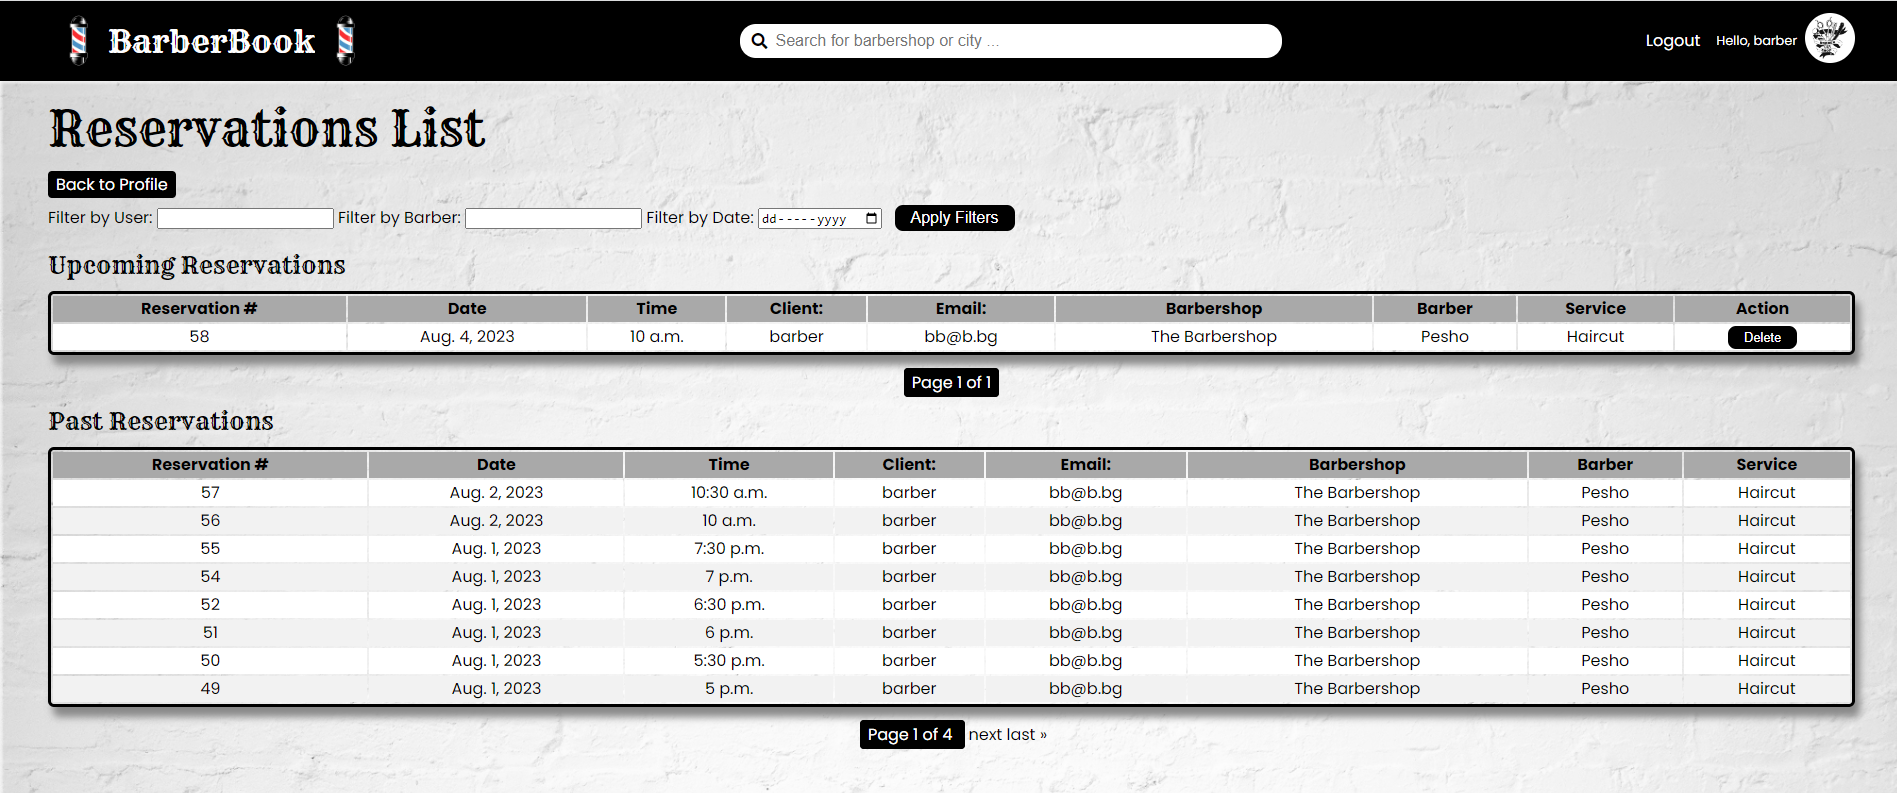 BarberBook
Search for barbershop or city ...
Logout Hello, barber
Reservations List
Back to Profile
Filter by User: Filter by Barber: Filter by Date: dd-----yyyy Apply Filters
Upcoming Reservations
Reservation # Date Time Client: Email: Barbershop Barber Service Action
58 Aug. 4, 2023 10 a.m. barber bb@b.bg The Barbershop Pesho Haircut Delete
Page 1 of 1
Past Reservations
Reservation # Date Time Client: Email: Barbershop Barber Service
57 Aug. 2, 2023 10:30 a.m. barber bb@b.bg The Barbershop Pesho Haircut
56 Aug. 2, 2023 10 a.m. barber bb@b.bg The Barbershop Pesho Haircut
55 Aug. 1, 2023 7:30 p.m. barber bb@b.bg The Barbershop Pesho Haircut
54 Aug. 1, 2023 7 p.m. barber bb@b.bg The Barbershop Pesho Haircut
52 Aug. 1, 2023 6:30 p.m. barber bb@b.bg The Barbershop Pesho Haircut
51 Aug. 1, 2023 6 p.m. barber bb@b.bg The Barbershop Pesho Haircut
50 Aug. 1, 2023 5:30 p.m. barber bb@b.bg The Barbershop Pesho Haircut
49 Aug. 1, 2023 5 p.m. barber bb@b.bg The Barbershop Pesho Haircut
Page 1 of 4 next last »